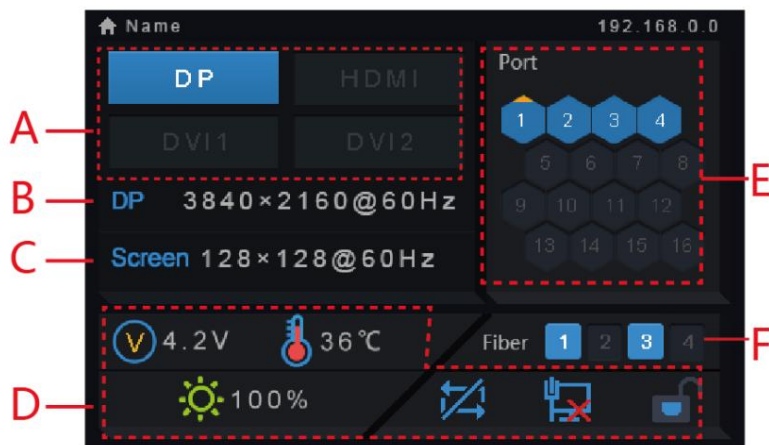 Name 192.168.0.0
DP HDMI
DVI1 DVI2
A
B DP 3840×2160@60Hz
C Screen 128×128@60Hz
Port
1 2 3 4
5 6 7 8
9 10 11 12
13 14 15 16
E
V 4.2V 36℃
Fiber 1 2 3 4
F
D 100%